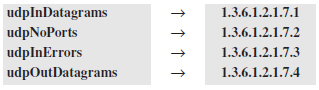 udpInDatagrams → 1.3.6.1.2.1.7.1
udpNoPorts → 1.3.6.1.2.1.7.2
udpInErrors → 1.3.6.1.2.1.7.3
udpOutDatagrams → 1.3.6.1.2.1.7.4